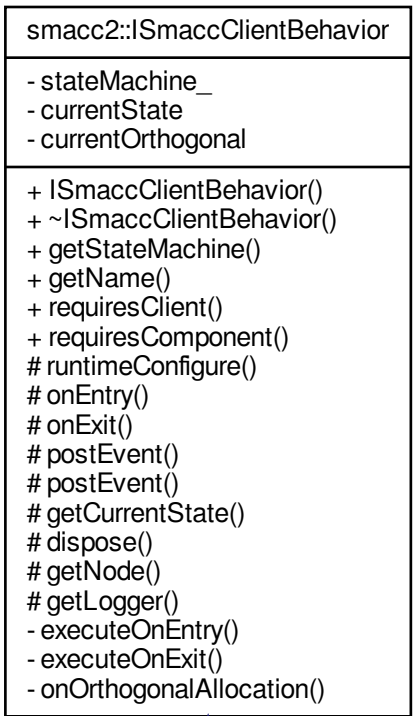 smacc2::ISmaccClientBehavior
- stateMachine_
- currentState
- currentOrthogonal
+ ISmaccClientBehavior()
+ ~ISmaccClientBehavior()
+ getStateMachine()
+ getName()
+ requiresClient()
+ requiresComponent()
# runtimeConfigure()
# onEntry()
# onExit()
# postEvent()
# postEvent()
# getCurrentState()
# dispose()
# getNode()
# getLogger()
- executeOnEntry()
- executeOnExit()
- onOrthogonalAllocation()